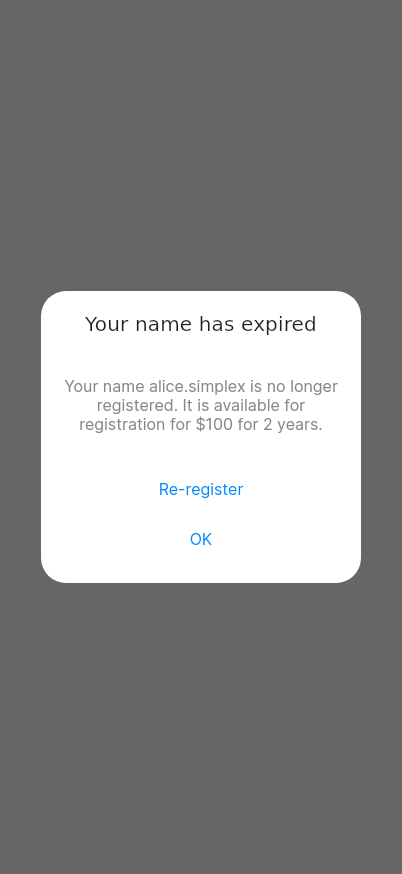 Your name has expired
Your name alice.simplex is no longer
registered. It is available for
registration for $100 for 2 years.
Re-register
OK